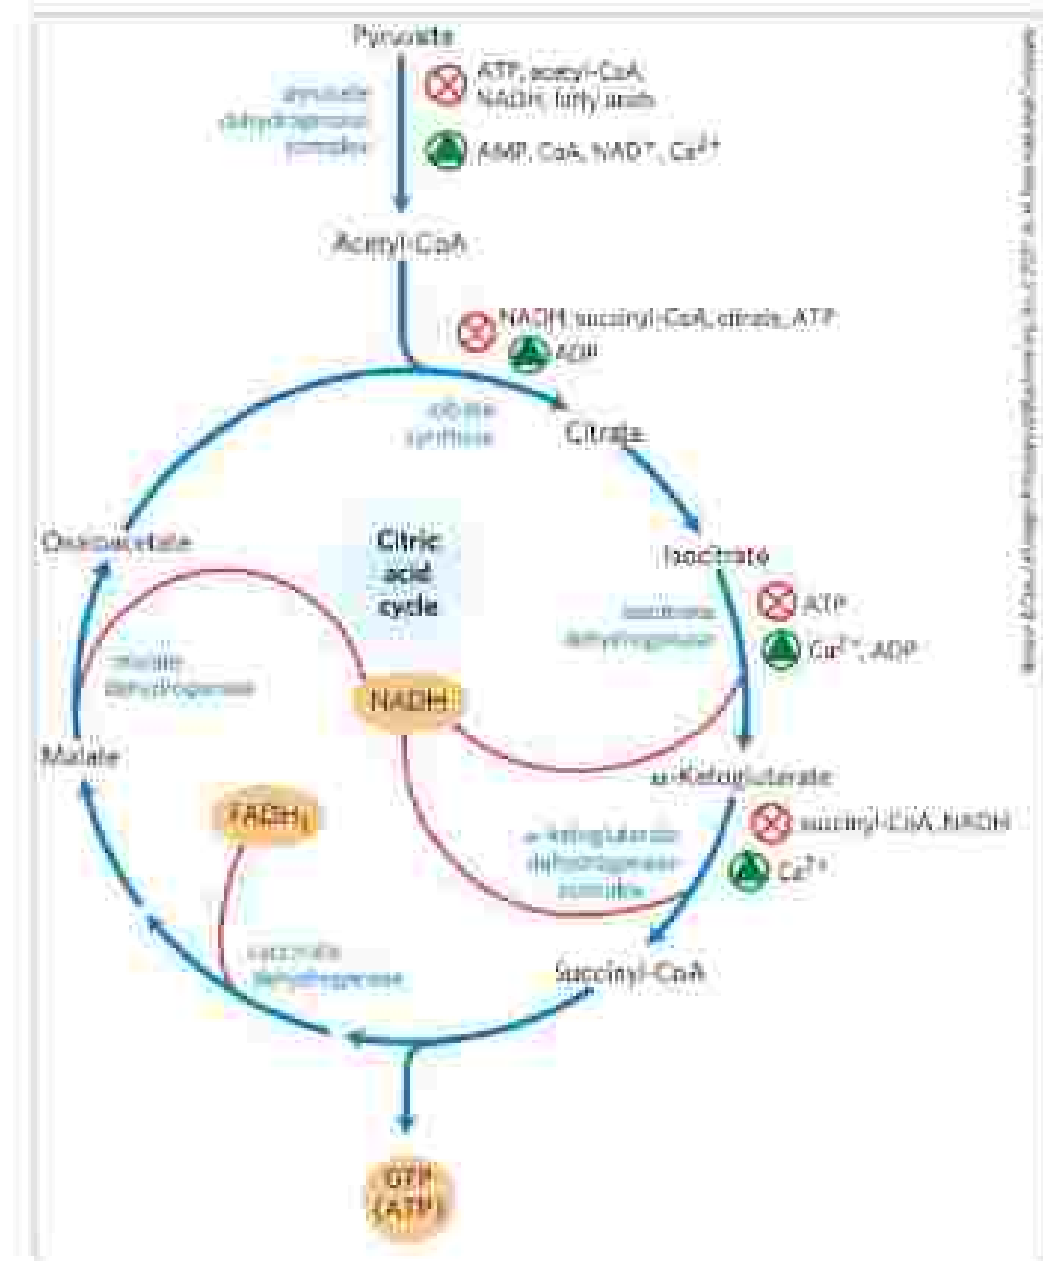 Pyruvate
ATP, acetyl-CoA,
NADH, fatty acids
pyruvate
dehydrogenase
complex
AMP, CoA, NAD⁺, Ca²⁺
Acetyl-CoA
NADH, succinyl-CoA, citrate, ATP
ADP
citrate
synthase
Citrate
Oxaloacetate
Citric
acid
cycle
Isocitrate
isocitrate
dehydrogenase
ATP
Ca²⁺, ADP
malate
dehydrogenase
NADH
Malate
α-Ketoglutarate
FADH₂
succinyl-CoA, NADH
α-ketoglutarate
dehydrogenase
complex
Ca²⁺
succinate
dehydrogenase
Succinyl-CoA
GTP
(ATP)